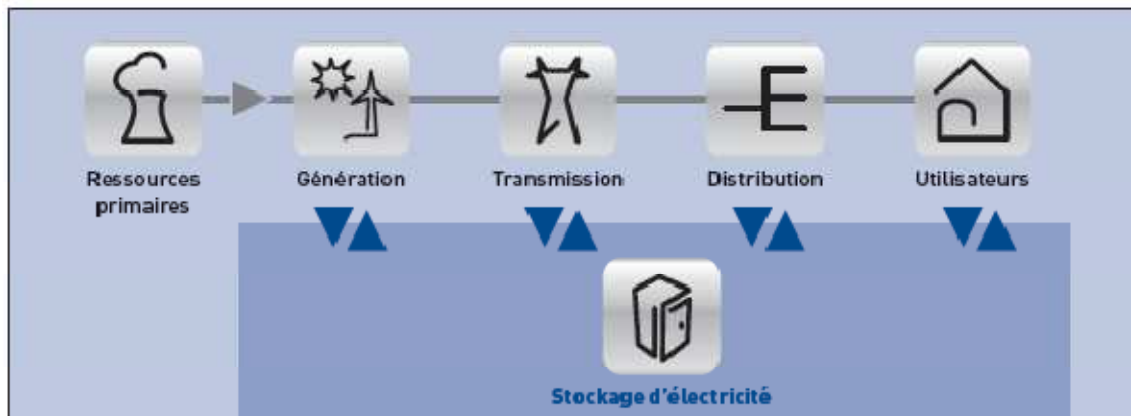 Ressources
primaires
Génération
Transmission
Distribution
Utilisateurs
Stockage d'électricité